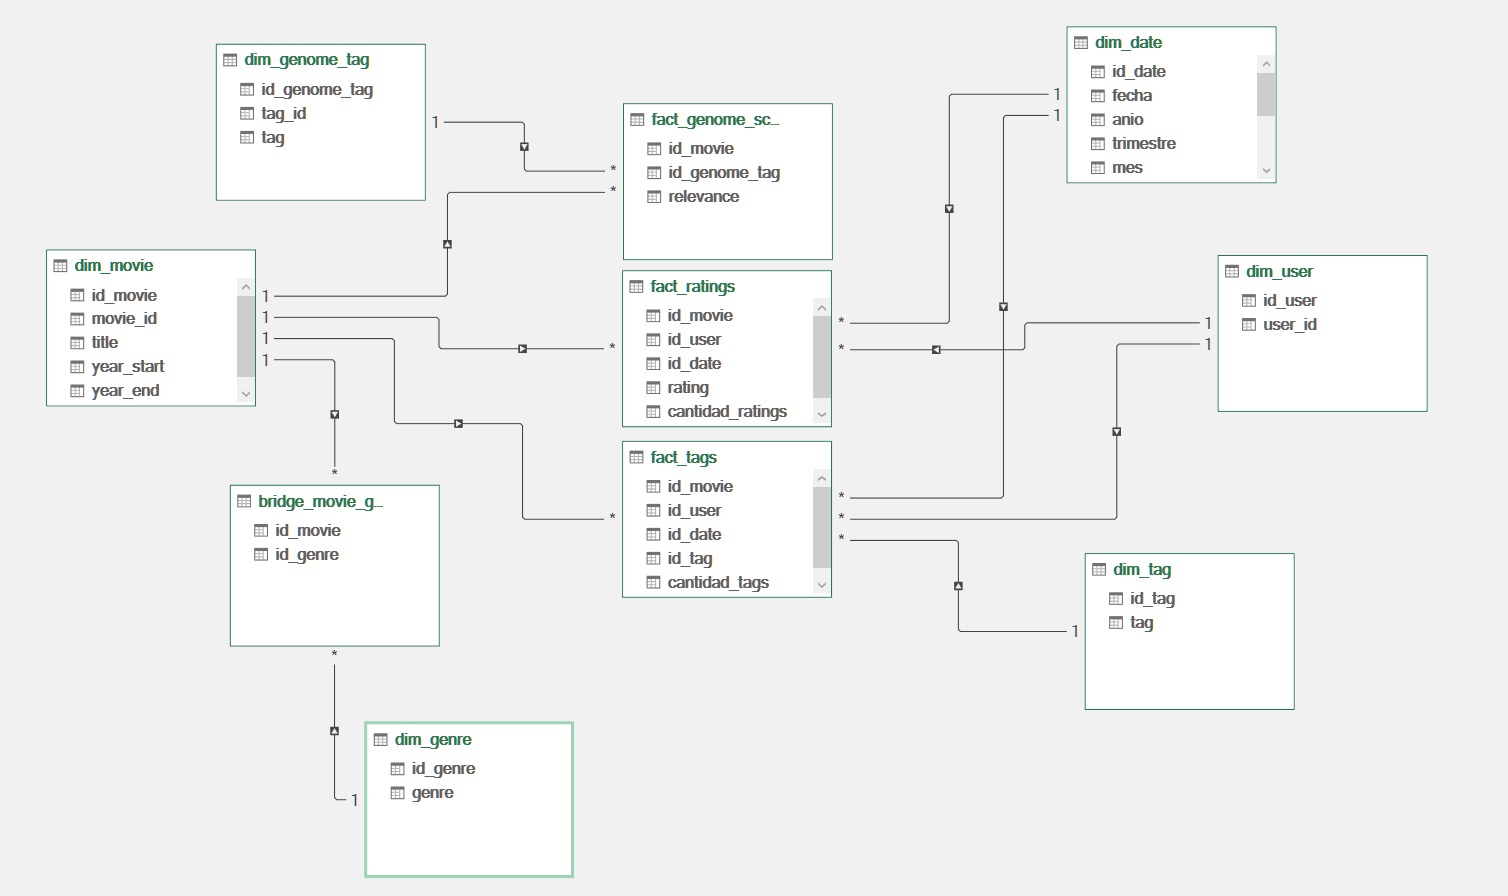 dim_genome_tag
id_genome_tag
tag_id
tag
1
fact_genome_sc...
id_movie
id_genome_tag
relevance
*
*
dim_date
id_date
fecha
anio
trimestre
mes
1
1
dim_movie
id_movie
movie_id
title
year_start
year_end
1
1
1
1
fact_ratings
id_movie
id_user
id_date
rating
cantidad_ratings
*
*
*
dim_user
id_user
user_id
1
1
fact_tags
id_movie
id_user
id_date
id_tag
cantidad_tags
*
*
*
*
*
bridge_movie_g...
id_movie
id_genre
*
dim_tag
id_tag
tag
1
dim_genre
id_genre
genre
1